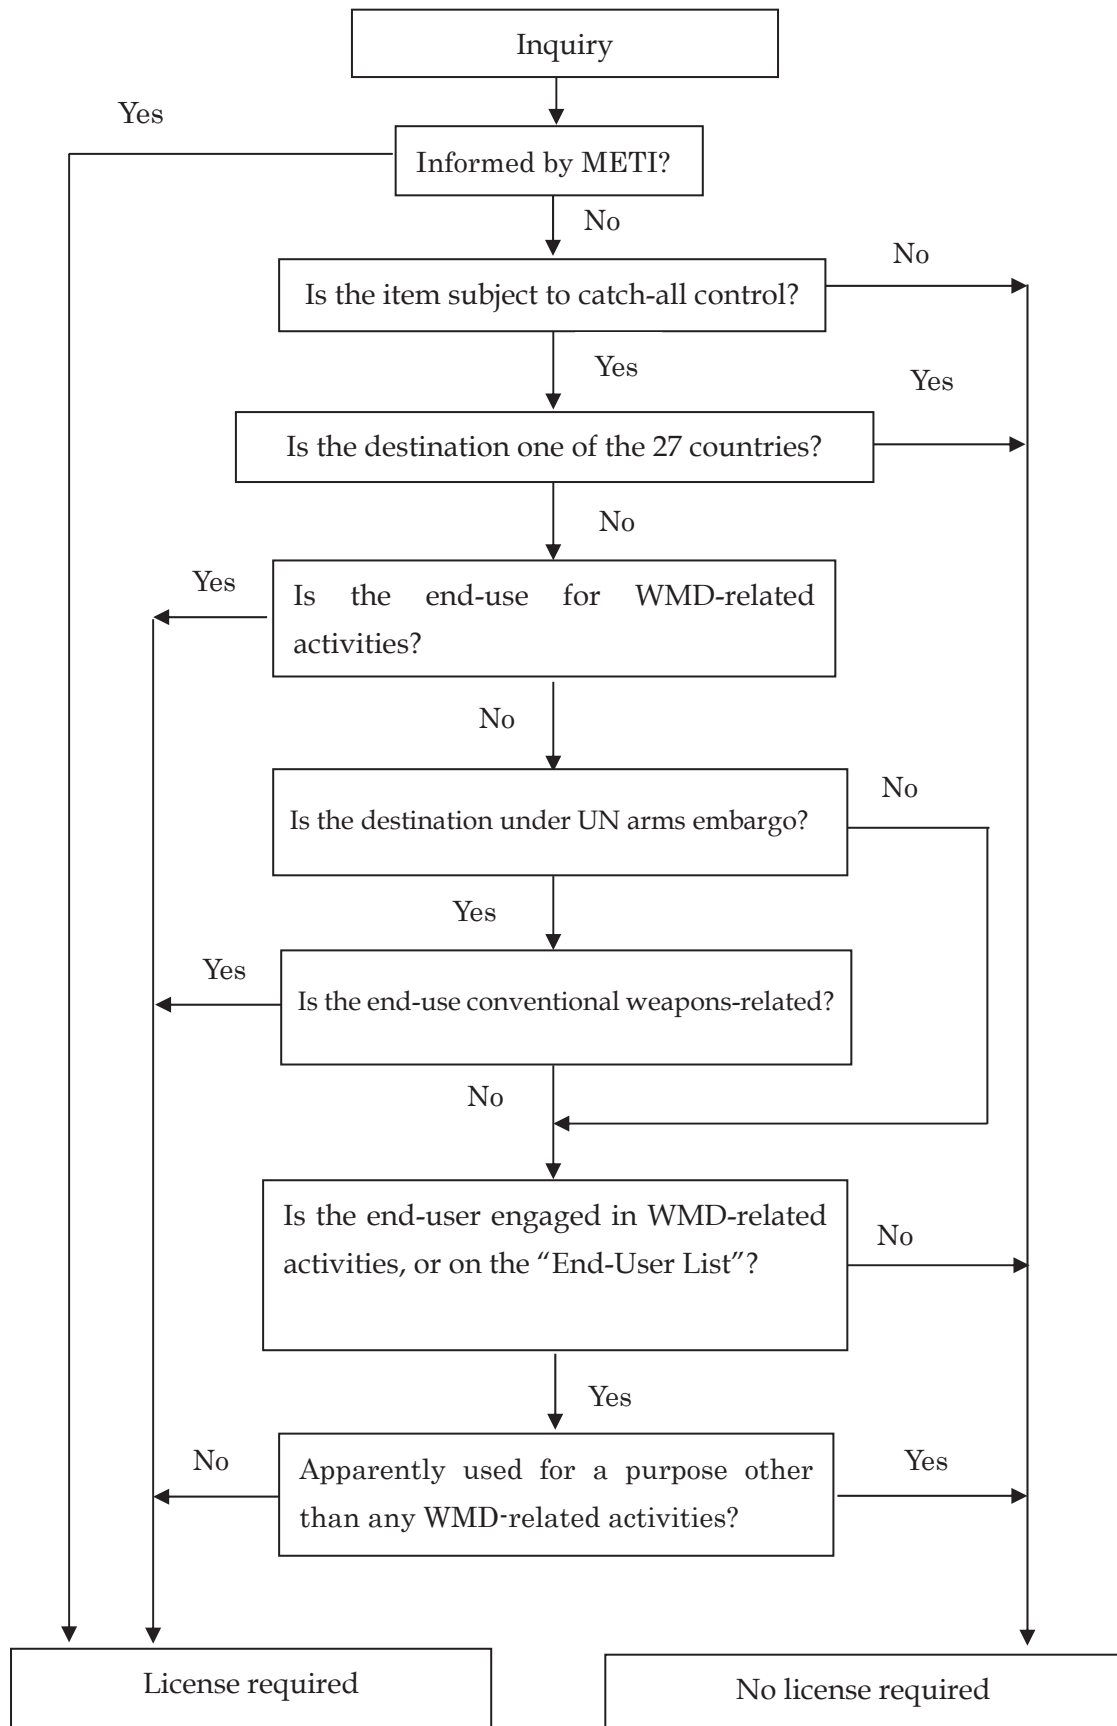 Inquiry
Yes
Informed by METI?
No
No
Is the item subject to catch-all control?
Yes
Yes
Is the destination one of the 27 countries?
No
Yes
Is the end-use for WMD-related
activities?
No
No
Is the destination under UN arms embargo?
Yes
Yes
Is the end-use conventional weapons-related?
No
Is the end-user engaged in WMD-related
activities, or on the “End-User List”?
No
Yes
No
Apparently used for a purpose other
than any WMD-related activities?
Yes
License required
No license required